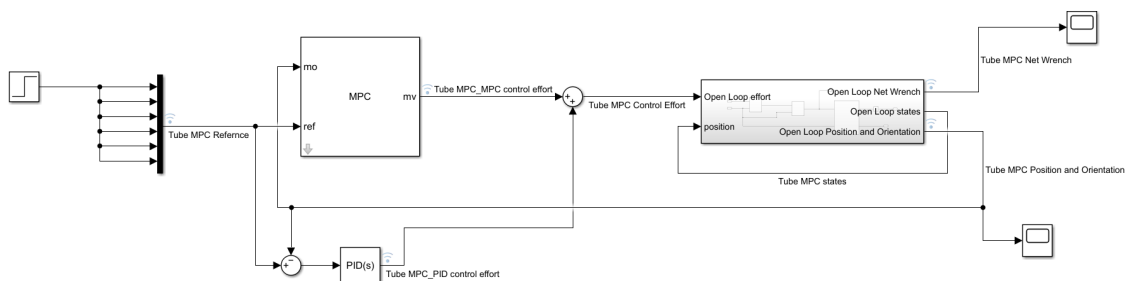 Tube MPC Net Wrench
mo
MPC
mv
Tube MPC_MPC control effort
ref
Tube MPC Refernce
+
+
Tube MPC Control Effort
Open Loop effort
Open Loop Net Wrench
Open Loop states
position
Open Loop Position and Orientation
Tube MPC states
Tube MPC Position and Orientation
−
+
PID(s)
Tube MPC_PID control effort